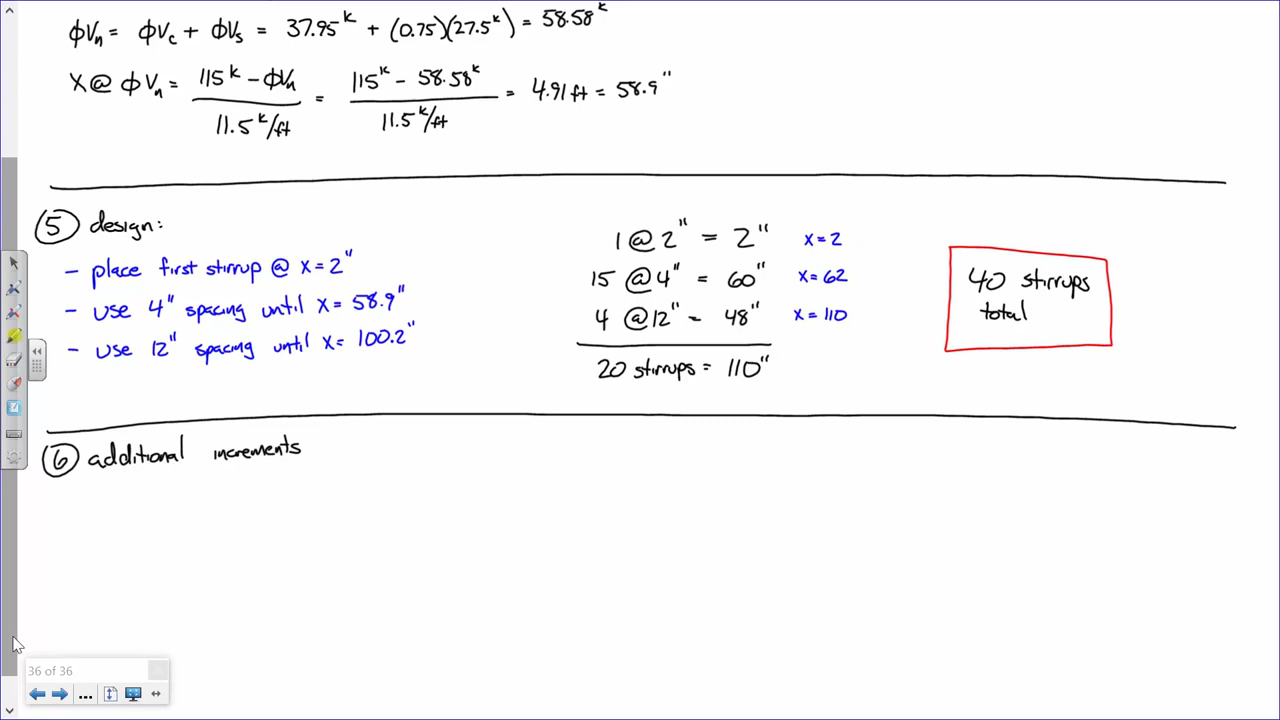 ϕVn = ϕVc + ϕVs = 37.95ᵏ + (0.75)(27.5ᵏ) = 58.58ᵏ
X @ ϕVn = (115ᵏ − ϕVn) / (11.5 ᵏ/ft) = (115ᵏ − 58.58ᵏ) / (11.5 ᵏ/ft) = 4.91 ft = 58.9"
⑤ design:
– place first stirrup @ x = 2"
– use 4" spacing until x = 58.9"
– use 12" spacing until x = 100.2"
1 @ 2" = 2" x = 2
15 @ 4" = 60" x = 62
4 @ 12" = 48" x = 110
20 stirrups = 110"
40 stirrups
total
⑥ additional increments
36 of 36
...